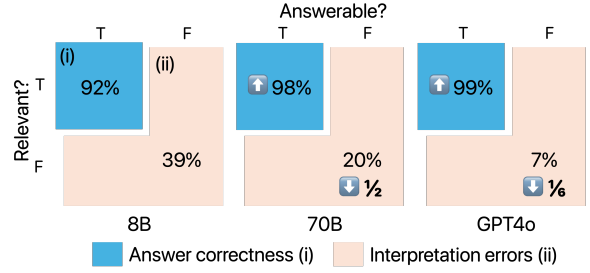 Answerable?
T F T F T F
Relevant?
T
F
(i)
(ii)
92%
39%
98%
20%
½
99%
7%
⅙
8B 70B GPT4o
Answer correctness (i)
Interpretation errors (ii)